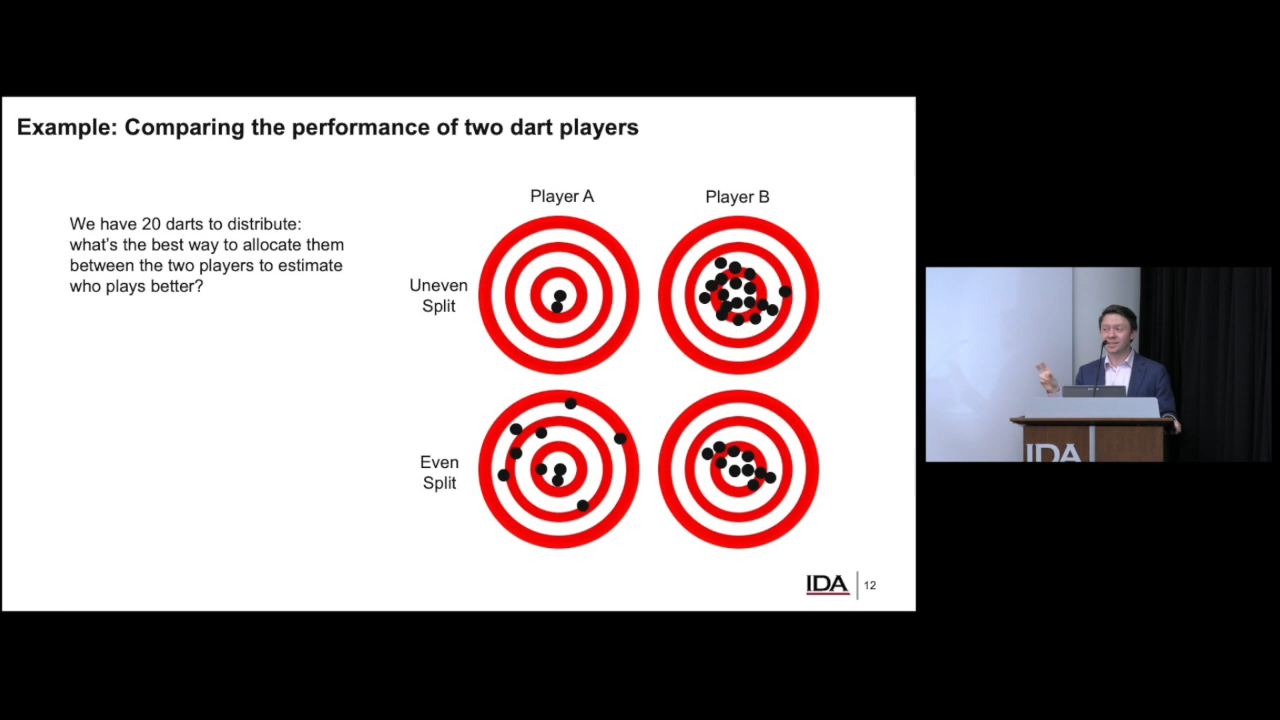 Example: Comparing the performance of two dart players
We have 20 darts to distribute:
what's the best way to allocate them
between the two players to estimate
who plays better?
Player A
Player B
Uneven
Split
Even
Split
IDA
12
IDA